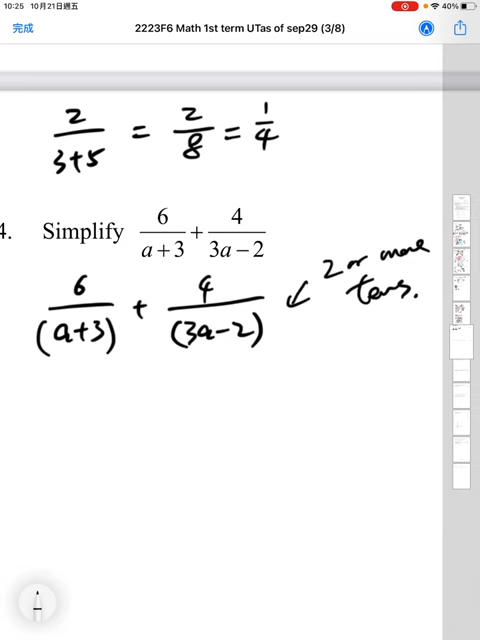 10:25 10月21日週五
40%
完成 2223F6 Math 1st term UTas of sep29 (3/8)
2/(3+5) = 2/8 = 1/4
4. Simplify 6/(a+3) + 4/(3a−2)
6/(a+3) + 4/(3a−2) ↙ 2 or more
terms.